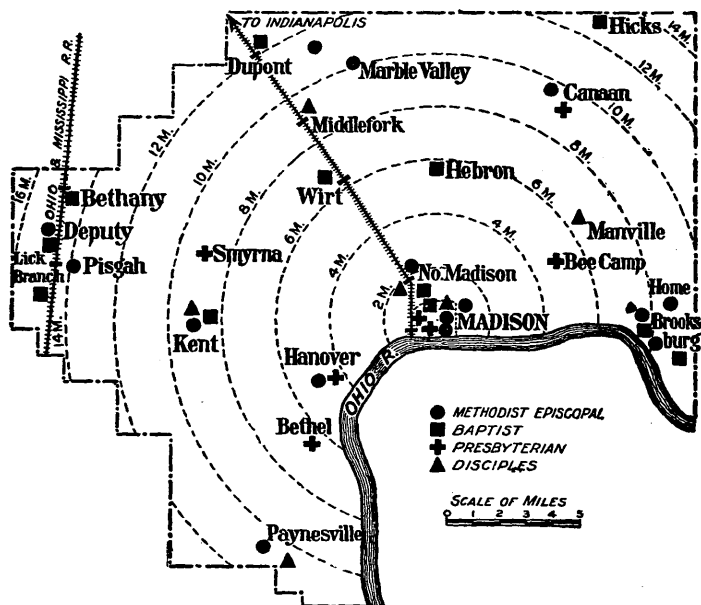 TO INDIANAPOLIS
Hicks
14 M.
Dupont
Marble Valley
12 M.
Canaan
10 M.
OHIO & MISSISSIPPI R.R.
Middlefork
12 M.
10 M.
8 M.
Hebron
8 M.
Wirt
6 M.
16 M.
Bethany
6 M.
4 M.
Manville
Deputy
4 M.
Smyrna
Bee Camp
Lick
Branch
Pisgah
No. Madison
2 M.
Home
14 M.
Kent
MADISON
Brooks
burg
Hanover
OHIO R.
Bethel
METHODIST EPISCOPAL
BAPTIST
PRESBYTERIAN
DISCIPLES
SCALE OF MILES
0 1 2 3 4 5
Paynesville